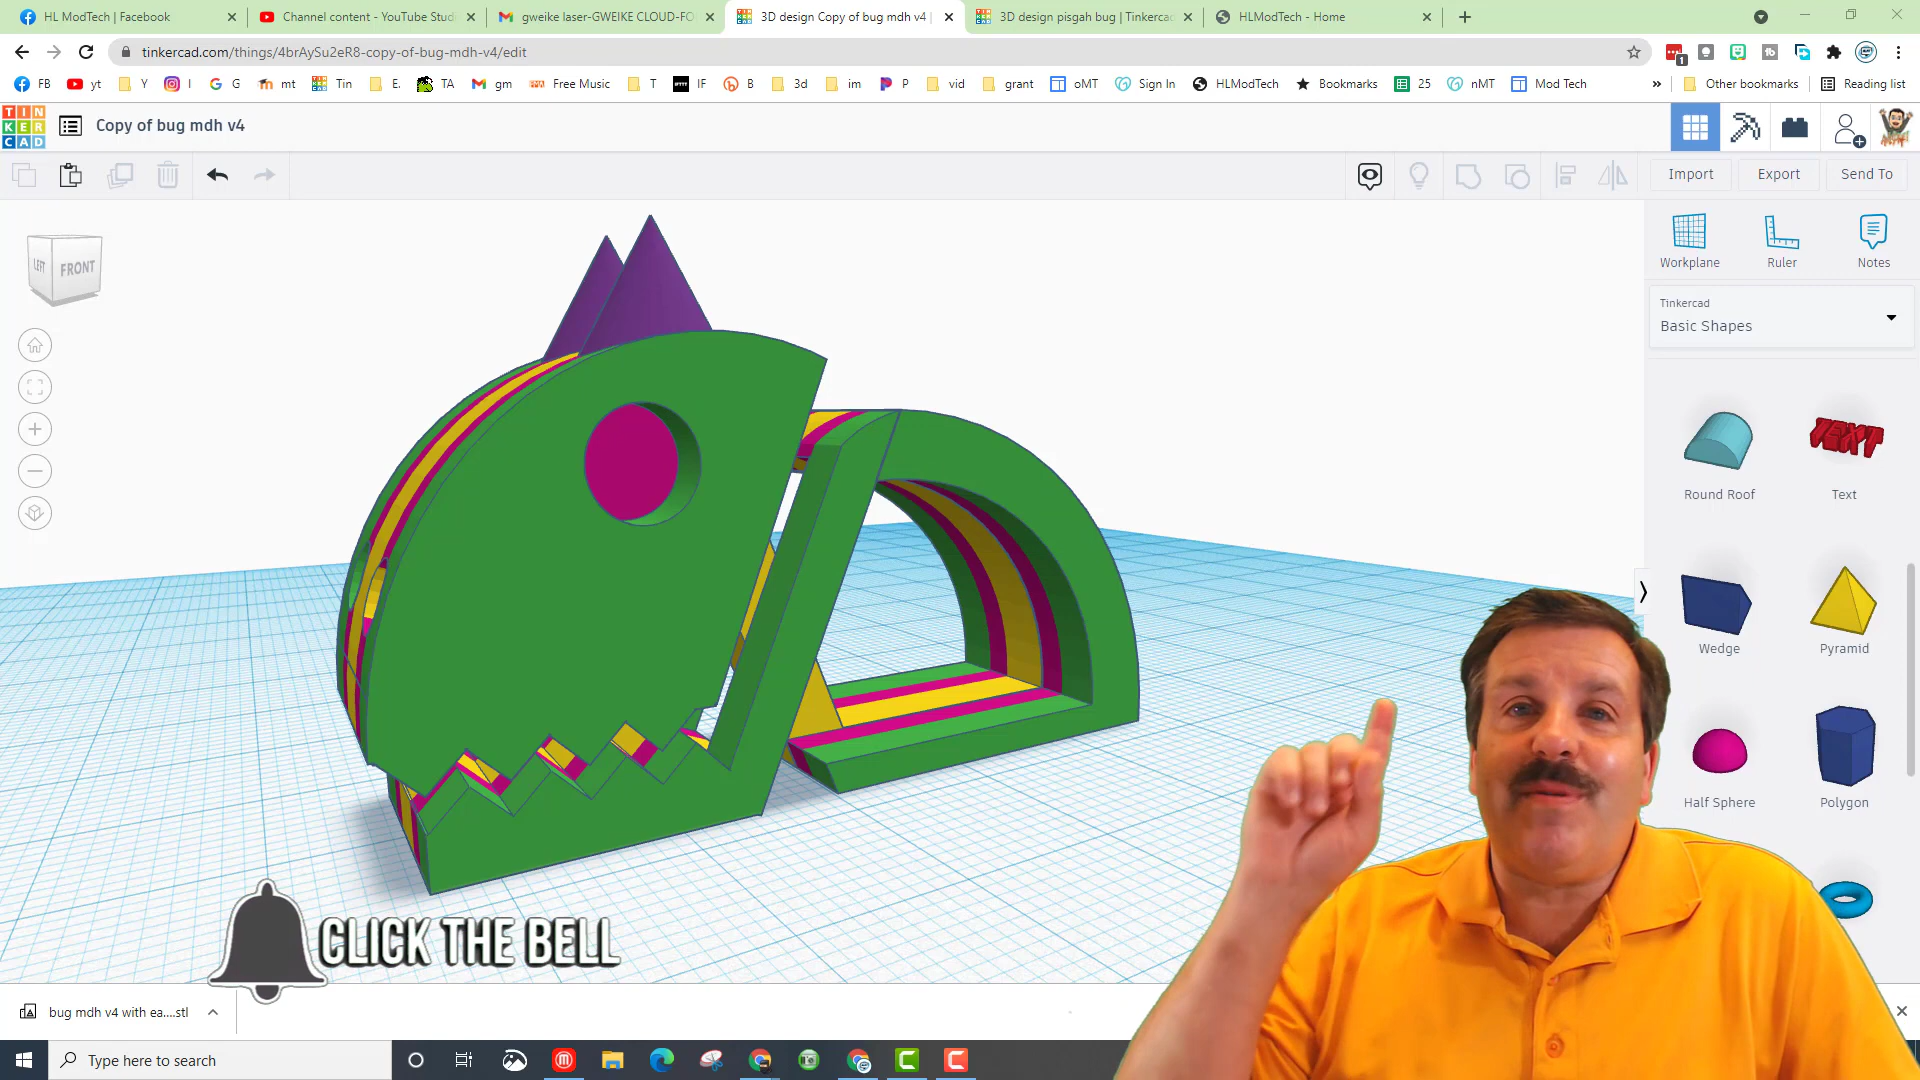 HL ModTech | Facebook
Channel content - YouTube Stud
gweike laser-GWEIKE CLOUD-FO
3D design Copy of bug mdh v4 |
3D design pisgah bug | Tinkercad
HLModTech - Home
tinkercad.com/things/4brAySu2eR8-copy-of-bug-mdh-v4/edit
1
FB yt Y I G mt Tin E. TA gm Free Music T IF B 3d im P vid grant oMT Sign In HLModTech Bookmarks 25 nMT Mod Tech » Other bookmarks Reading list
TIN
KER
CAD
Copy of bug mdh v4
Import Export Send To
LEFT FRONT
Workplane Ruler Notes
Tinkercad
Basic Shapes
TEXT
Round Roof Text
Wedge Pyramid
Half Sphere Polygon
CLICK THE BELL
bug mdh v4 with ea....stl
Type here to search